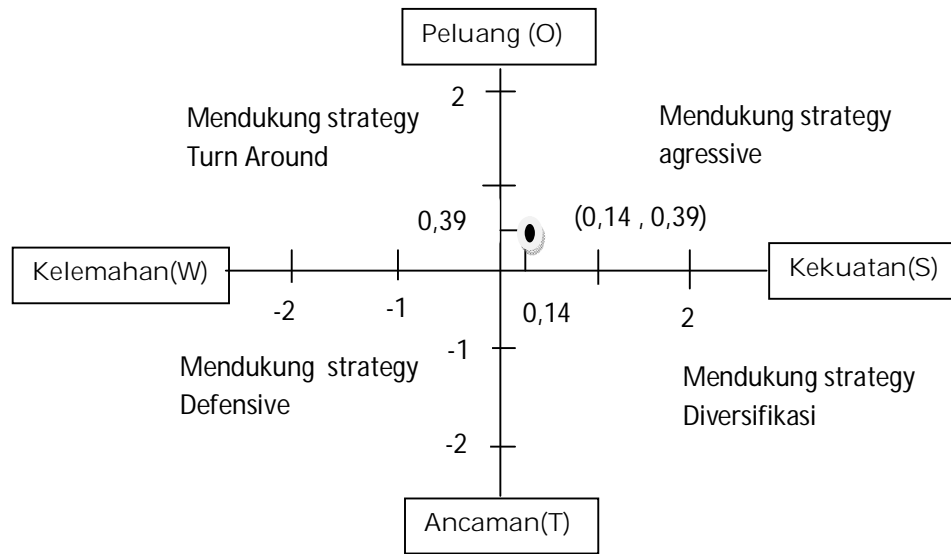 Peluang (O)
2
Mendukung strategy
Turn Around
Mendukung strategy
agressive
0,39
(0,14 , 0,39)
Kelemahan(W)
Kekuatan(S)
-2
-1
0,14
2
-1
Mendukung strategy
Defensive
Mendukung strategy
Diversifikasi
-2
Ancaman(T)